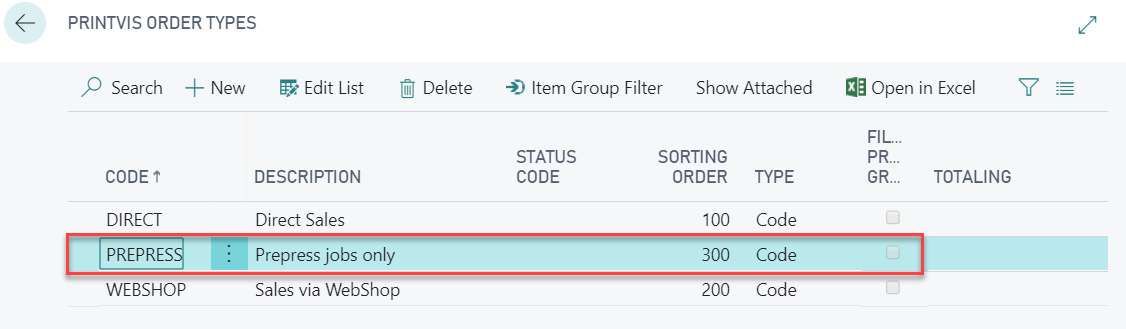 PRINTVIS ORDER TYPES
Search New Edit List Delete Item Group Filter Show Attached Open in Excel
CODE↑ DESCRIPTION STATUS CODE SORTING ORDER TYPE FIL... PR... GR... TOTALING
DIRECT Direct Sales 100 Code
PREPRESS Prepress jobs only 300 Code
WEBSHOP Sales via WebShop 200 Code